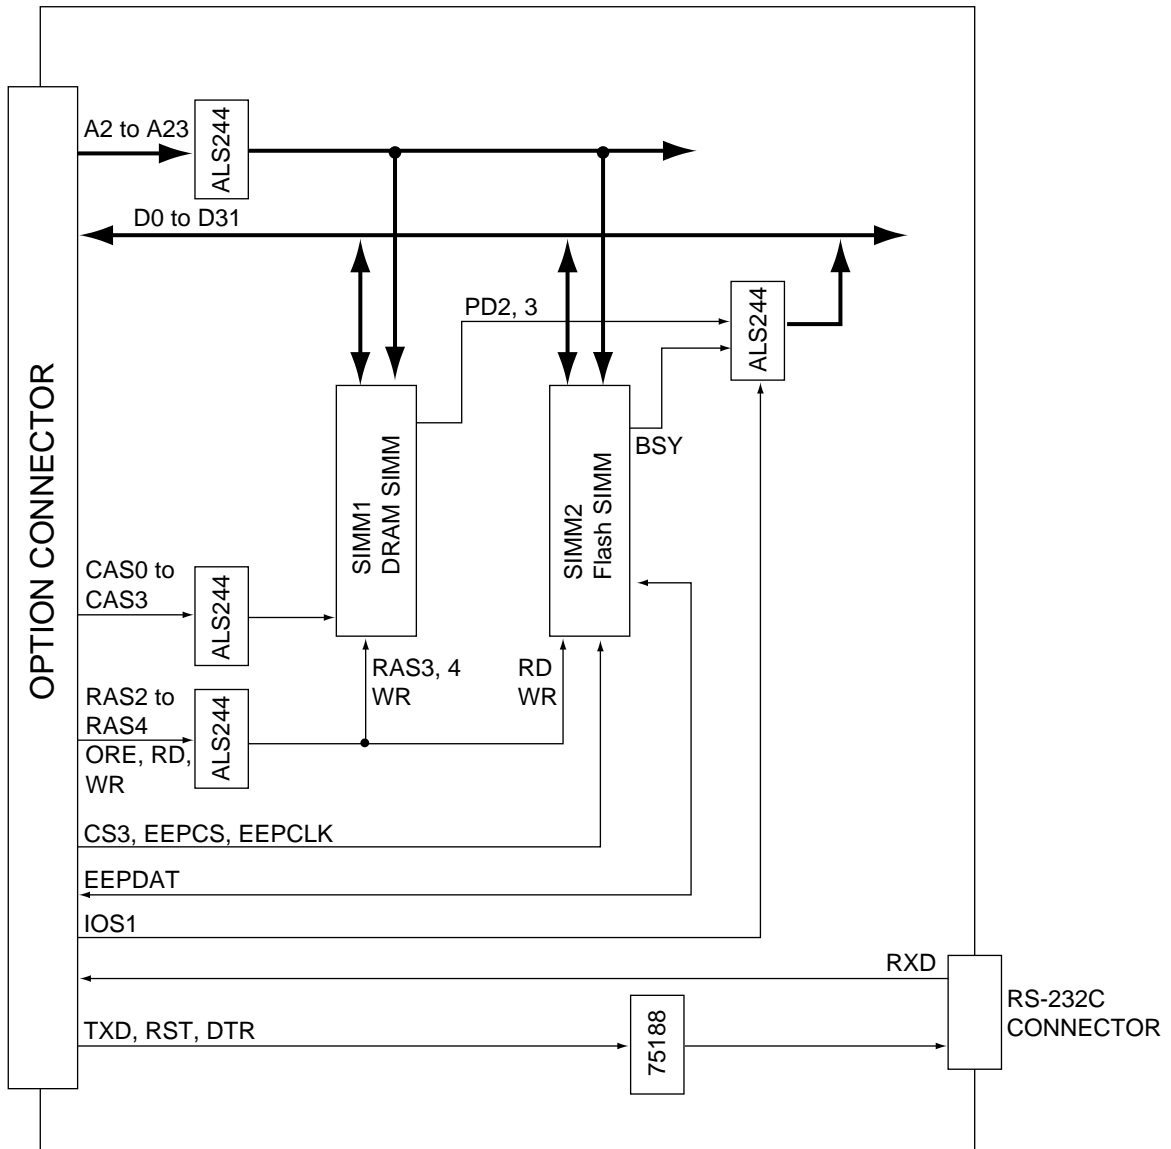 A2 to A23
ALS244
D0 to D31
PD2, 3
ALS244
OPTION CONNECTOR
SIMM1
DRAM SIMM
SIMM2
Flash SIMM
BSY
CAS0 to
CAS3
ALS244
RAS3, 4
WR
RD
WR
RAS2 to
RAS4
ORE, RD,
WR
ALS244
CS3, EEPCS, EEPCLK
EEPDAT
IOS1
RXD
RS-232C
CONNECTOR
TXD, RST, DTR
75188